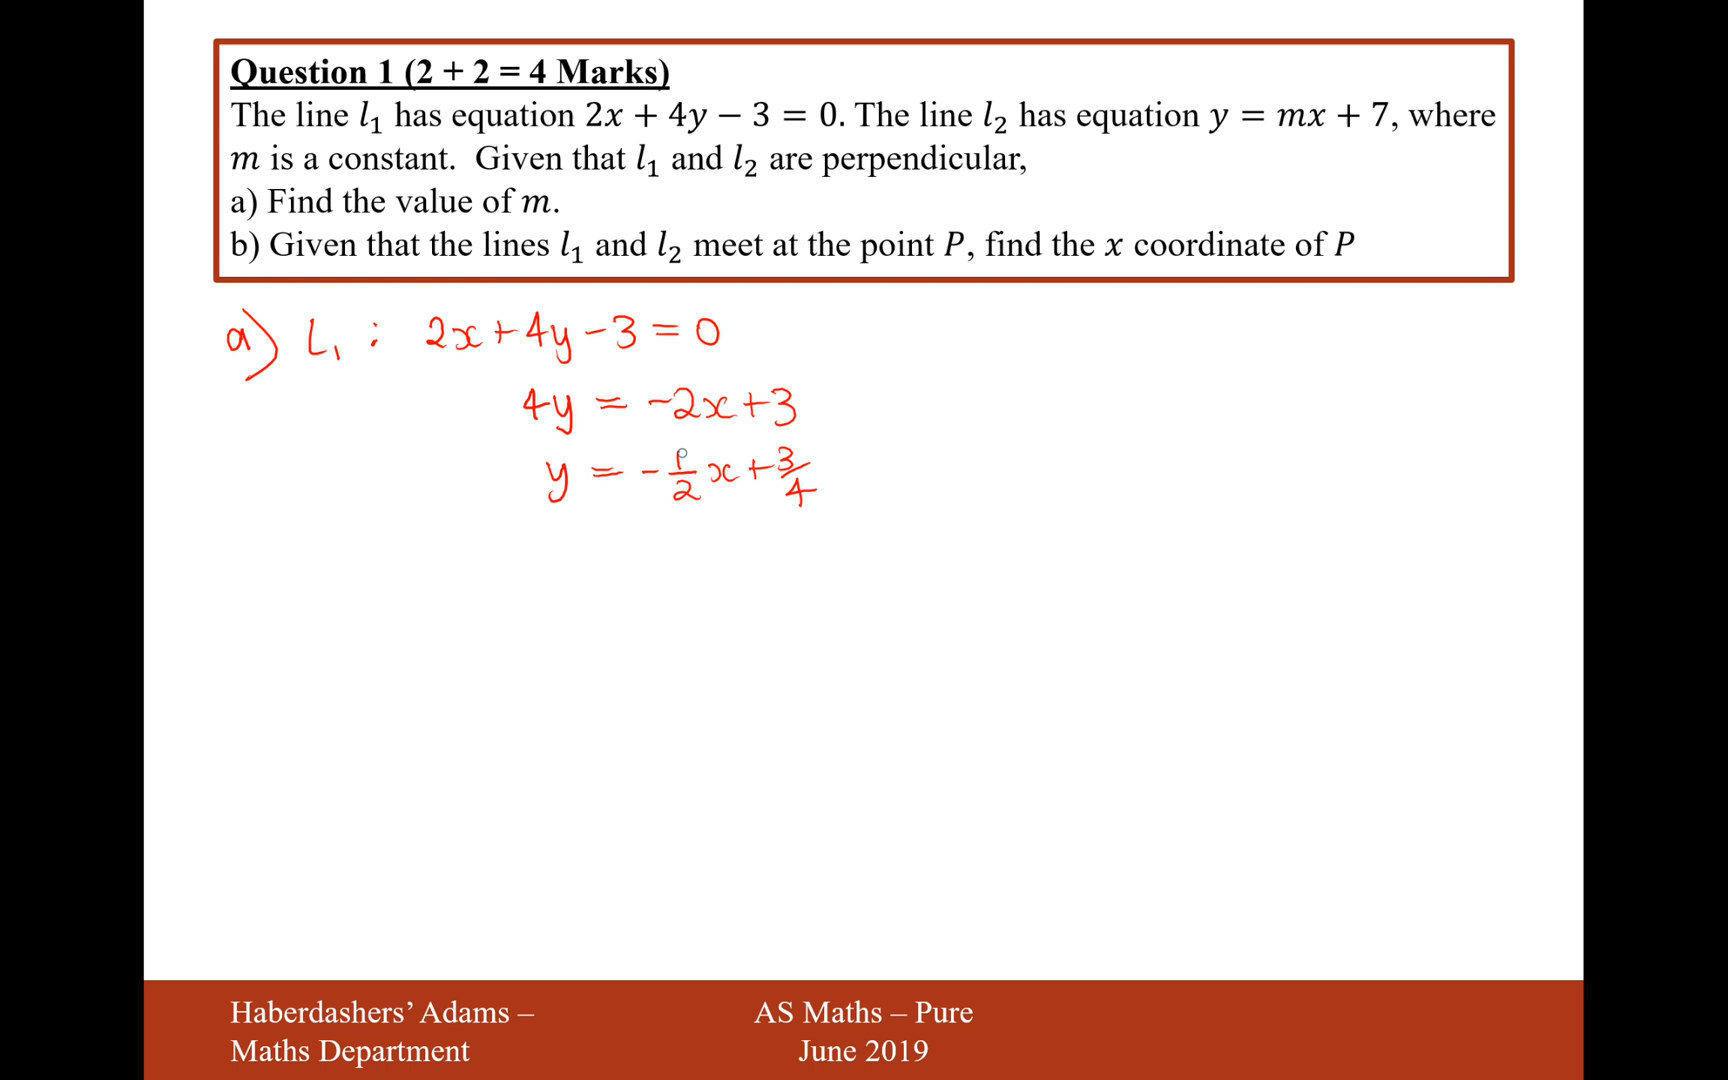 Question 1 (2 + 2 = 4 Marks)
The line l₁ has equation 2x + 4y − 3 = 0. The line l₂ has equation y = mx + 7, where
m is a constant.  Given that l₁ and l₂ are perpendicular,
a) Find the value of m.
b) Given that the lines l₁ and l₂ meet at the point P, find the x coordinate of P
a) L₁ : 2x+4y-3=0
4y = -2x+3
y = -1/2 x + 3/4
Haberdashers’ Adams –
Maths Department
AS Maths – Pure
June 2019